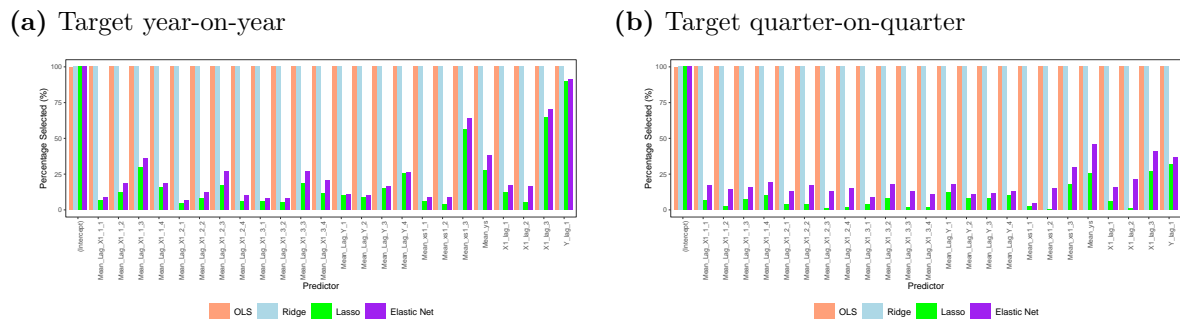 (a) Target year-on-year
Percentage Selected (%)
100
75
50
25
0
(Intercept)
Mean_Lag_X1_1_1
Mean_Lag_X1_1_2
Mean_Lag_X1_1_3
Mean_Lag_X1_1_4
Mean_Lag_X1_2_1
Mean_Lag_X1_2_2
Mean_Lag_X1_2_3
Mean_Lag_X1_2_4
Mean_Lag_X1_3_1
Mean_Lag_X1_3_2
Mean_Lag_X1_3_3
Mean_Lag_X1_3_4
Mean_Lag_Y_1
Mean_Lag_Y_2
Mean_Lag_Y_3
Mean_Lag_Y_4
Mean_xs1_1
Mean_xs1_2
Mean_xs1_3
Mean_ys
X1_lag_1
X1_lag_2
X1_lag_3
Y_lag_1
Predictor
OLS Ridge Lasso Elastic Net
(b) Target quarter-on-quarter
Percentage Selected (%)
100
75
50
25
0
(Intercept)
Mean_Lag_X1_1_1
Mean_Lag_X1_1_2
Mean_Lag_X1_1_3
Mean_Lag_X1_1_4
Mean_Lag_X1_2_1
Mean_Lag_X1_2_2
Mean_Lag_X1_2_3
Mean_Lag_X1_2_4
Mean_Lag_X1_3_1
Mean_Lag_X1_3_2
Mean_Lag_X1_3_3
Mean_Lag_X1_3_4
Mean_Lag_Y_1
Mean_Lag_Y_2
Mean_Lag_Y_3
Mean_Lag_Y_4
Mean_xs1_1
Mean_xs1_2
Mean_xs1_3
Mean_ys
X1_lag_1
X1_lag_2
X1_lag_3
Y_lag_1
Predictor
OLS Ridge Lasso Elastic Net